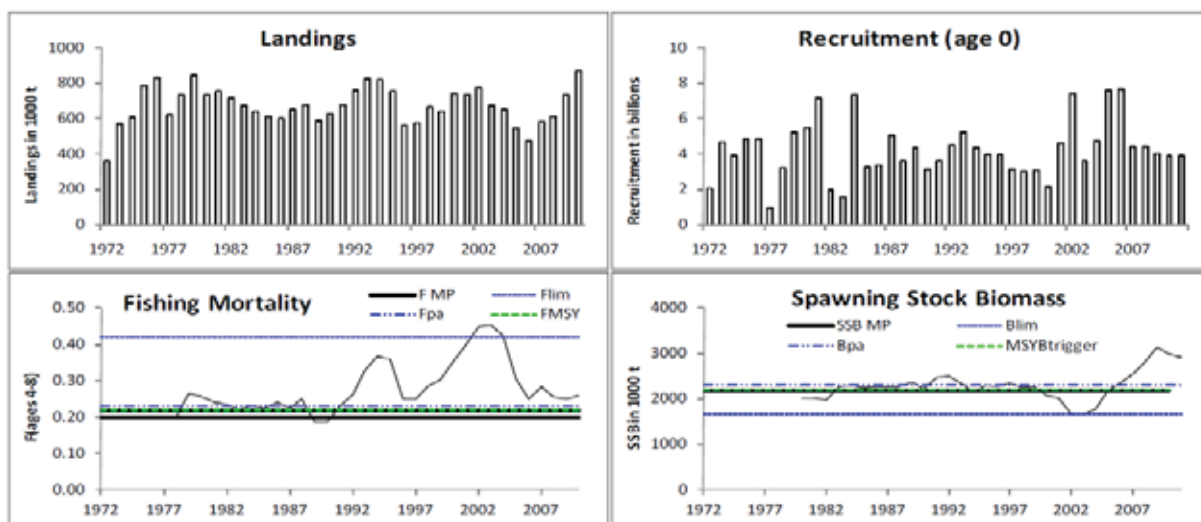 Landings
Landings in 1000 t
1000
800
600
400
200
0
1972 1977 1982 1987 1992 1997 2002 2007
Recruitment (age 0)
Recruitment in billions
10
8
6
4
2
0
1972 1977 1982 1987 1992 1997 2002 2007
Fishing Mortality
F MP Flim
Fpa FMSY
F(ages 4-8)
0.50
0.40
0.30
0.20
0.10
0.00
1972 1977 1982 1987 1992 1997 2002 2007
Spawning Stock Biomass
SSB MP Blim
Bpa MSYBtrigger
SSB in 1000 t
4000
3000
2000
1000
0
1972 1977 1982 1987 1992 1997 2002 2007